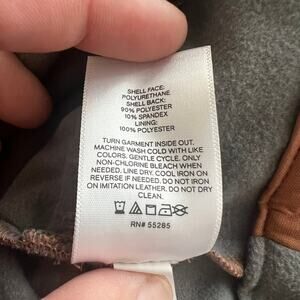 SHELL FACE:
POLYURETHANE
SHELL BACK:
90% POLYESTER
10% SPANDEX
LINING:
100% POLYESTER
TURN GARMENT INSIDE OUT.
MACHINE WASH COLD WITH LIKE
COLORS. GENTLE CYCLE. ONLY
NON-CHLORINE BLEACH WHEN
NEEDED. LINE DRY. COOL IRON ON
REVERSE IF NEEDED. DO NOT IRON
ON IMITATION LEATHER. DO NOT DRY
CLEAN.
RN# 55285